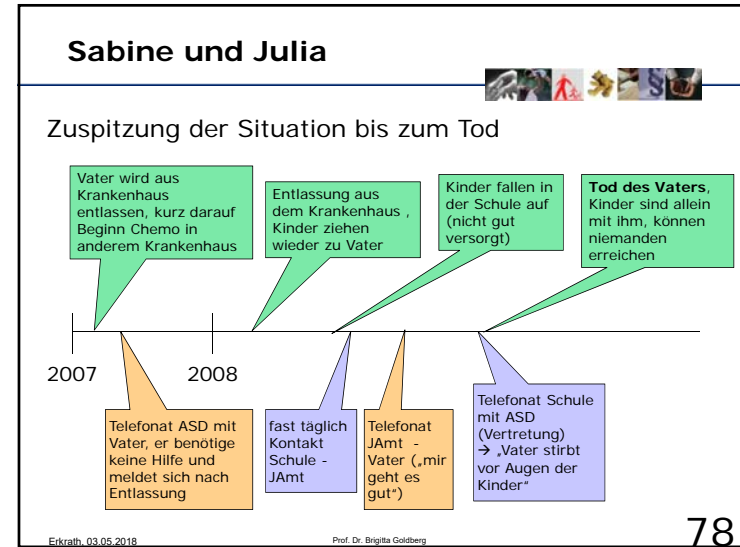 Sabine und Julia
Zuspitzung der Situation bis zum Tod
Vater wird aus
Krankenhaus
entlassen, kurz darauf
Beginn Chemo in
anderem Krankenhaus
Entlassung aus
dem Krankenhaus ,
Kinder ziehen
wieder zu Vater
Kinder fallen in
der Schule auf
(nicht gut
versorgt)
Tod des Vaters,
Kinder sind allein
mit ihm, können
niemanden
erreichen
2007
2008
Telefonat ASD mit
Vater, er benötige
keine Hilfe und
meldet sich nach
Entlassung
fast täglich
Kontakt
Schule -
JAmt
Telefonat
JAmt -
Vater („mir
geht es
gut“)
Telefonat Schule
mit ASD
(Vertretung)
→ „Vater stirbt
vor Augen der
Kinder“
Erkrath, 03.05.2018
Prof. Dr. Brigitta Goldberg
78